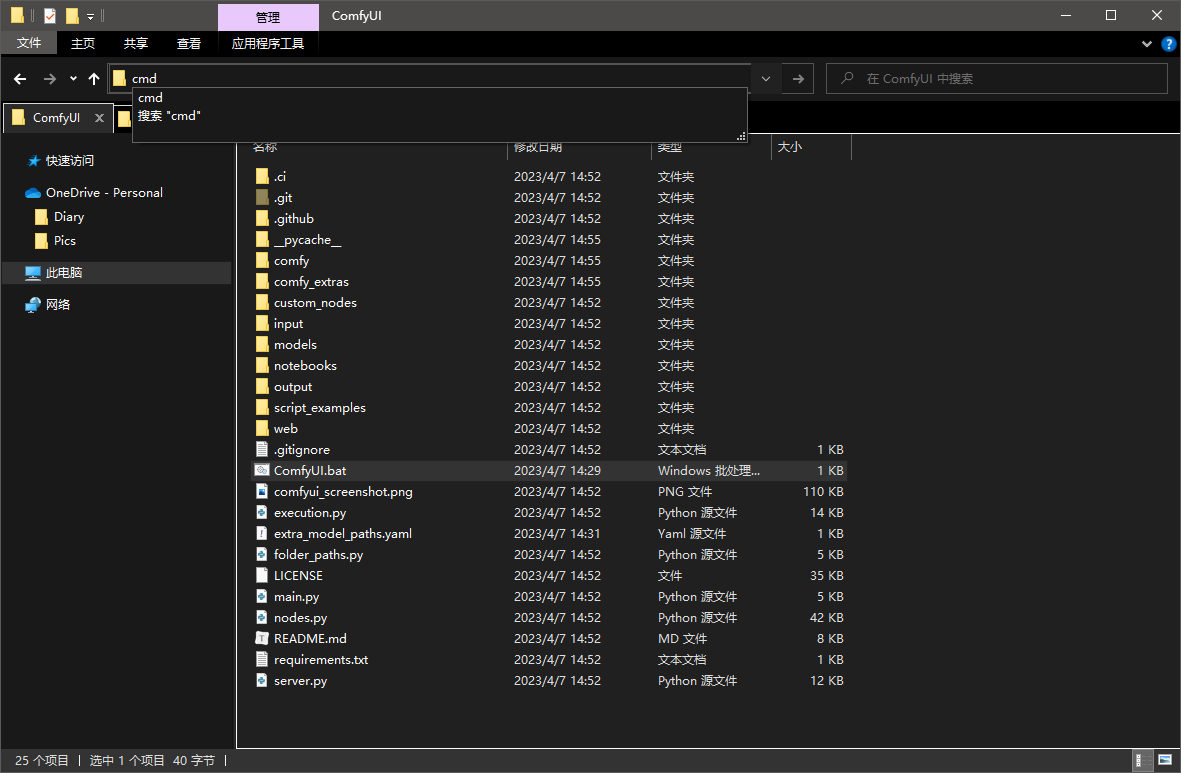 管理 ComfyUI
文件 主页 共享 查看 应用程序工具
cmd 在 ComfyUI 中搜索
cmd
搜索 "cmd"
ComfyUI
名称 修改日期 类型 大小
快速访问
OneDrive - Personal
Diary
Pics
此电脑
网络
.ci 2023/4/7 14:52 文件夹
.git 2023/4/7 14:52 文件夹
.github 2023/4/7 14:52 文件夹
__pycache__ 2023/4/7 14:55 文件夹
comfy 2023/4/7 14:55 文件夹
comfy_extras 2023/4/7 14:55 文件夹
custom_nodes 2023/4/7 14:52 文件夹
input 2023/4/7 14:52 文件夹
models 2023/4/7 14:52 文件夹
notebooks 2023/4/7 14:52 文件夹
output 2023/4/7 14:52 文件夹
script_examples 2023/4/7 14:52 文件夹
web 2023/4/7 14:52 文件夹
.gitignore 2023/4/7 14:52 文本文档 1 KB
ComfyUI.bat 2023/4/7 14:29 Windows 批处理... 1 KB
comfyui_screenshot.png 2023/4/7 14:52 PNG 文件 110 KB
execution.py 2023/4/7 14:52 Python 源文件 14 KB
extra_model_paths.yaml 2023/4/7 14:31 Yaml 源文件 1 KB
folder_paths.py 2023/4/7 14:52 Python 源文件 5 KB
LICENSE 2023/4/7 14:52 文件 35 KB
main.py 2023/4/7 14:52 Python 源文件 5 KB
nodes.py 2023/4/7 14:52 Python 源文件 42 KB
README.md 2023/4/7 14:52 MD 文件 8 KB
requirements.txt 2023/4/7 14:52 文本文档 1 KB
server.py 2023/4/7 14:52 Python 源文件 12 KB
25 个项目 选中 1 个项目 40 字节